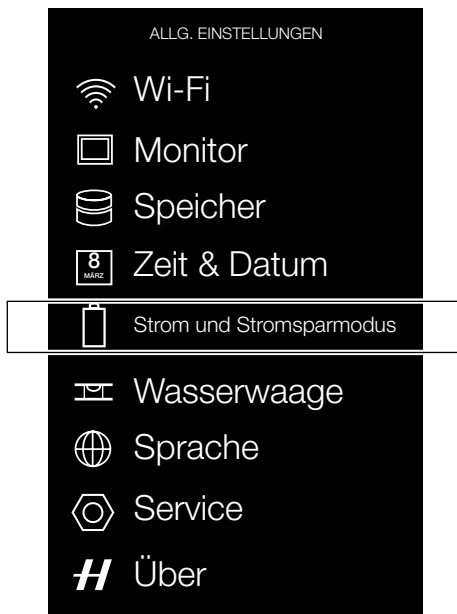 ALLG. EINSTELLUNGEN
Wi-Fi
Monitor
Speicher
8
MÄRZ
Zeit & Datum
Strom und Stromsparmodus
Wasserwaage
Sprache
Service
H
Über